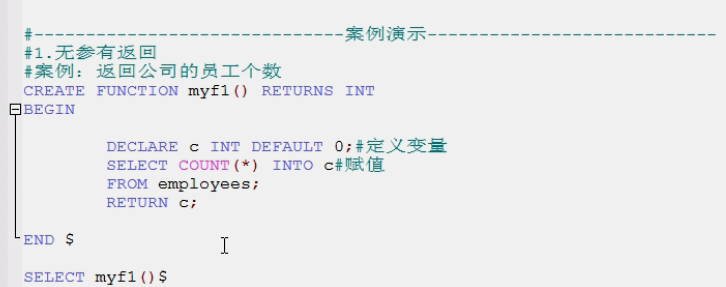 #------------------------------案例演示----------------------------
#1.无参有返回
#案例：返回公司的员工个数
CREATE FUNCTION myf1() RETURNS INT
BEGIN
DECLARE c INT DEFAULT 0;#定义变量
SELECT COUNT(*) INTO c#赋值
FROM employees;
RETURN c;
END $
SELECT myf1()$